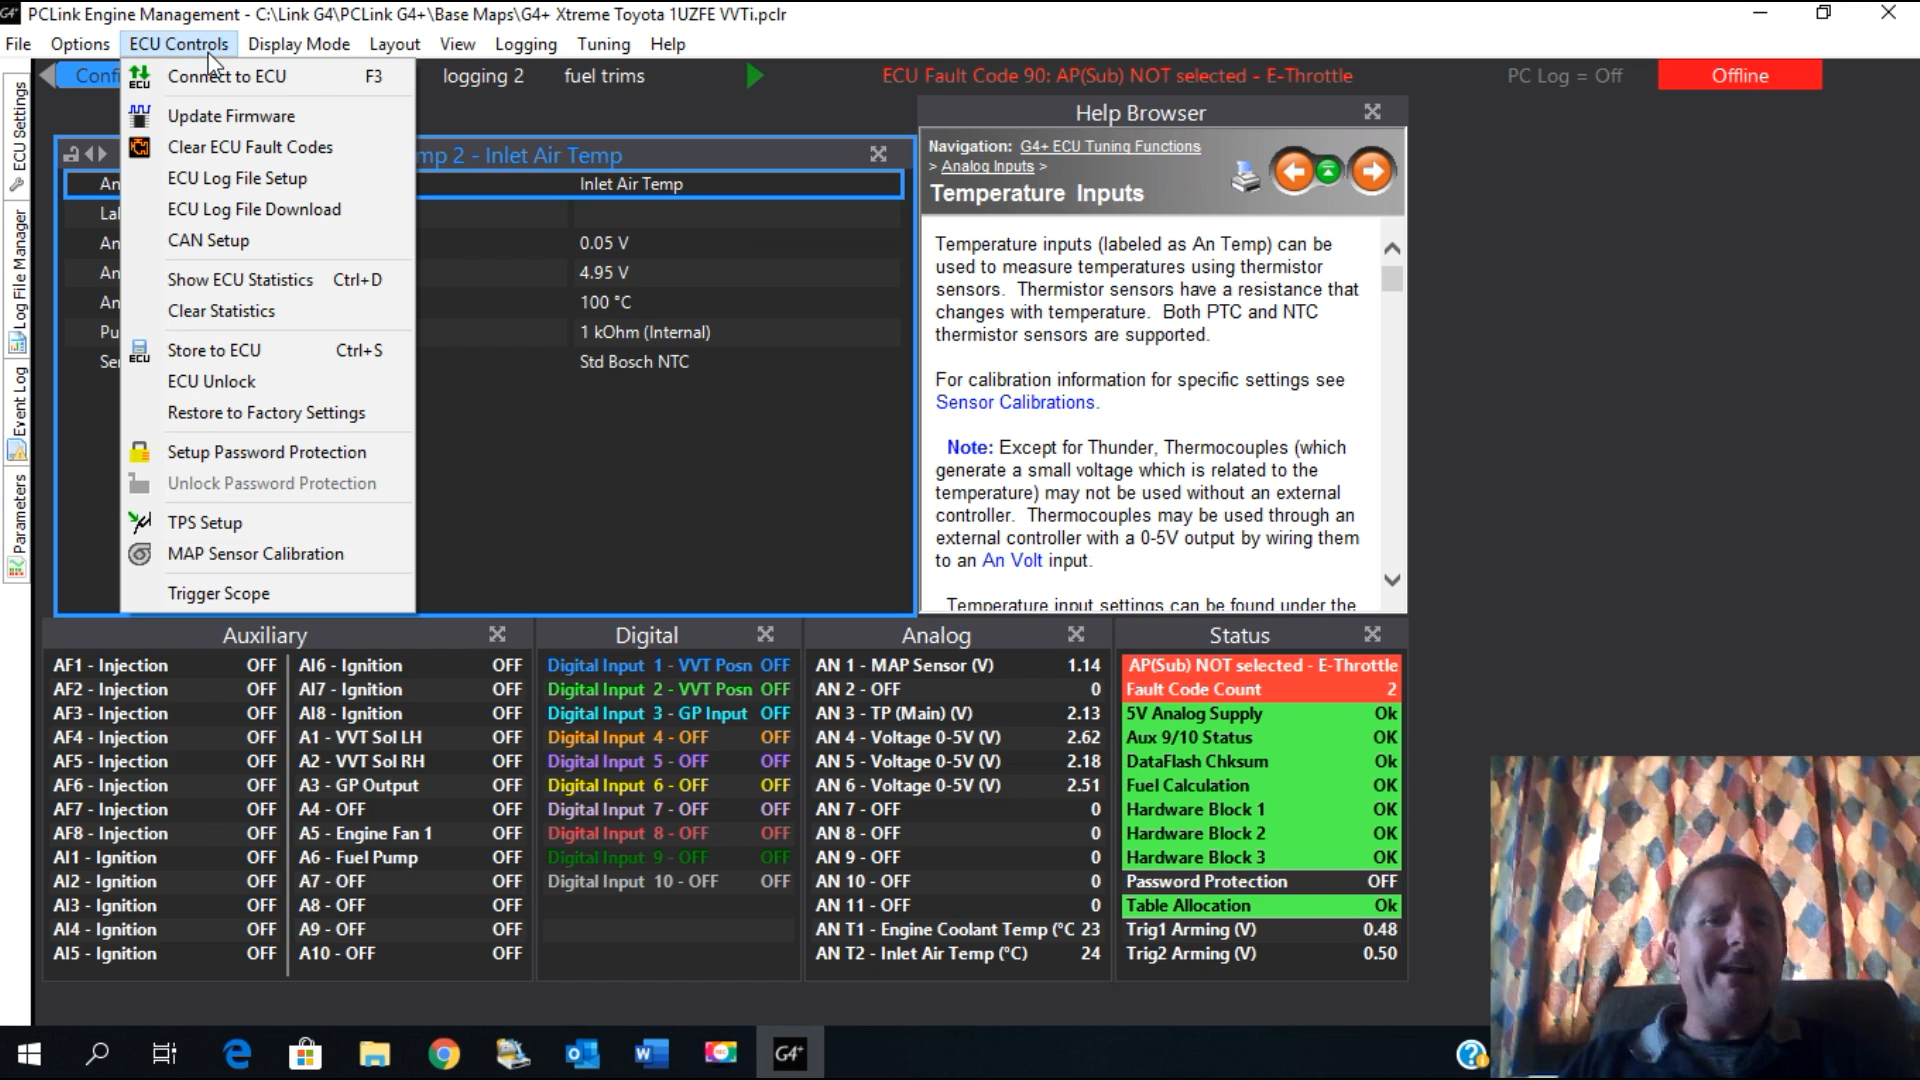 G4+ PCLink Engine Management - C:\Link G4\PCLink G4+\Base Maps\G4+ Xtreme Toyota 1UZFE VVTi.pclr
File Options ECU Controls Display Mode Layout View Logging Tuning Help
Confi logging 2 fuel trims ECU Fault Code 90: AP(Sub) NOT selected - E-Throttle PC Log = Off Offline
ECU Settings
Log File Manager
Event Log
Parameters
Connect to ECU F3
Update Firmware
Clear ECU Fault Codes
ECU Log File Setup
ECU Log File Download
CAN Setup
Show ECU Statistics Ctrl+D
Clear Statistics
Store to ECU Ctrl+S
ECU Unlock
Restore to Factory Settings
Setup Password Protection
Unlock Password Protection
TPS Setup
MAP Sensor Calibration
Trigger Scope
mp 2 - Inlet Air Temp
An Inlet Air Temp
Lal
An 0.05 V
An 4.95 V
An 100 °C
Pu 1 kOhm (Internal)
Ser Std Bosch NTC
Help Browser
Navigation: G4+ ECU Tuning Functions
> Analog Inputs >
Temperature Inputs
Temperature inputs (labeled as An Temp) can be
used to measure temperatures using thermistor
sensors. Thermistor sensors have a resistance that
changes with temperature. Both PTC and NTC
thermistor sensors are supported.
For calibration information for specific settings see
Sensor Calibrations.
Note: Except for Thunder, Thermocouples (which
generate a small voltage which is related to the
temperature) may not be used without an external
controller. Thermocouples may be used through an
external controller with a 0-5V output by wiring them
to an An Volt input.
Temperature input settings can be found under the
Auxiliary
AF1 - Injection OFF
AF2 - Injection OFF
AF3 - Injection OFF
AF4 - Injection OFF
AF5 - Injection OFF
AF6 - Injection OFF
AF7 - Injection OFF
AF8 - Injection OFF
AI1 - Ignition OFF
AI2 - Ignition OFF
AI3 - Ignition OFF
AI4 - Ignition OFF
AI5 - Ignition OFF
AI6 - Ignition OFF
AI7 - Ignition OFF
AI8 - Ignition OFF
A1 - VVT Sol LH OFF
A2 - VVT Sol RH OFF
A3 - GP Output OFF
A4 - OFF OFF
A5 - Engine Fan 1 OFF
A6 - Fuel Pump OFF
A7 - OFF OFF
A8 - OFF OFF
A9 - OFF OFF
A10 - OFF OFF
Digital
Digital Input 1 - VVT Posn OFF
Digital Input 2 - VVT Posn OFF
Digital Input 3 - GP Input OFF
Digital Input 4 - OFF OFF
Digital Input 5 - OFF OFF
Digital Input 6 - OFF OFF
Digital Input 7 - OFF OFF
Digital Input 8 - OFF OFF
Digital Input 9 - OFF OFF
Digital Input 10 - OFF OFF
Analog
AN 1 - MAP Sensor (V) 1.14
AN 2 - OFF 0
AN 3 - TP (Main) (V) 2.13
AN 4 - Voltage 0-5V (V) 2.62
AN 5 - Voltage 0-5V (V) 2.18
AN 6 - Voltage 0-5V (V) 2.51
AN 7 - OFF 0
AN 8 - OFF 0
AN 9 - OFF 0
AN 10 - OFF 0
AN 11 - OFF 0
AN T1 - Engine Coolant Temp (°C 23
AN T2 - Inlet Air Temp (°C) 24
Status
AP(Sub) NOT selected - E-Throttle
Fault Code Count 2
5V Analog Supply Ok
Aux 9/10 Status OK
DataFlash Chksum Ok
Fuel Calculation OK
Hardware Block 1 OK
Hardware Block 2 OK
Hardware Block 3 OK
Password Protection OFF
Table Allocation Ok
Trig1 Arming (V) 0.48
Trig2 Arming (V) 0.50
G4+